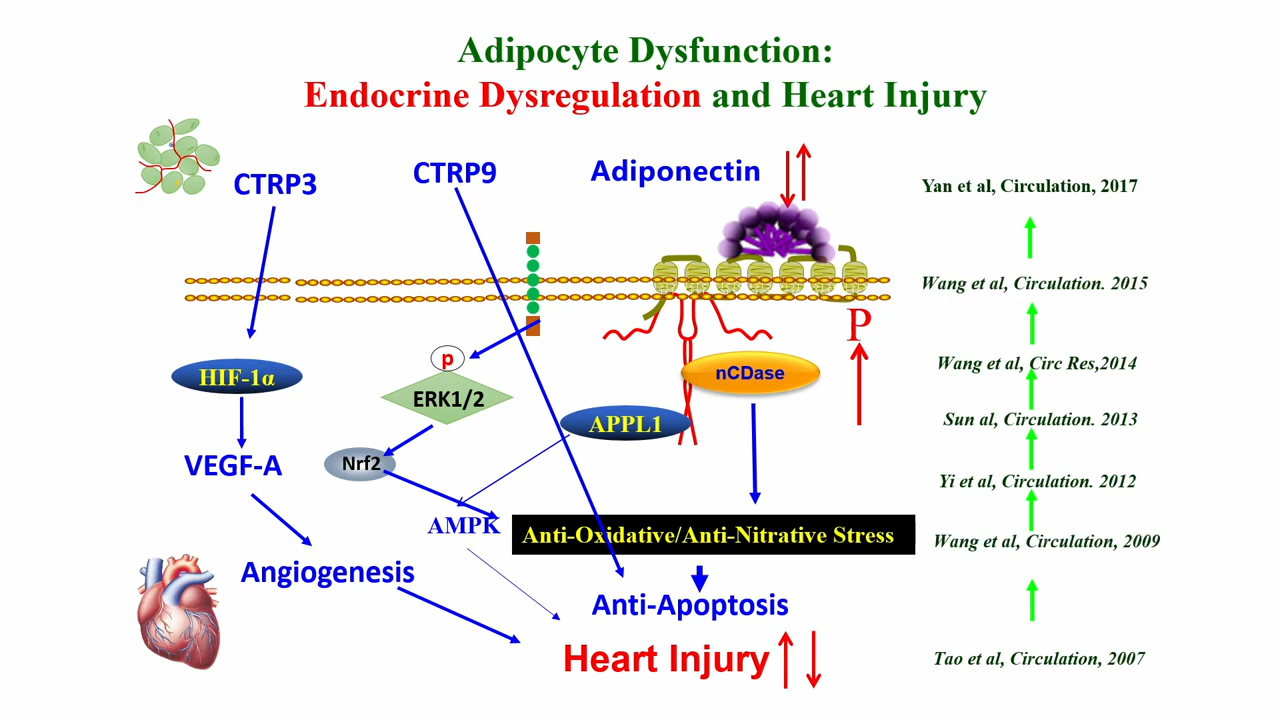 Adipocyte Dysfunction:
Endocrine Dysregulation and Heart Injury
CTRP3
CTRP9
Adiponectin
P
p
HIF-1α
ERK1/2
nCDase
APPL1
VEGF-A
Nrf2
AMPK
Anti-Oxidative/Anti-Nitrative Stress
Angiogenesis
Anti-Apoptosis
Heart Injury
Yan et al, Circulation, 2017
Wang et al, Circulation. 2015
Wang et al, Circ Res,2014
Sun al, Circulation. 2013
Yi et al, Circulation. 2012
Wang et al, Circulation, 2009
Tao et al, Circulation, 2007